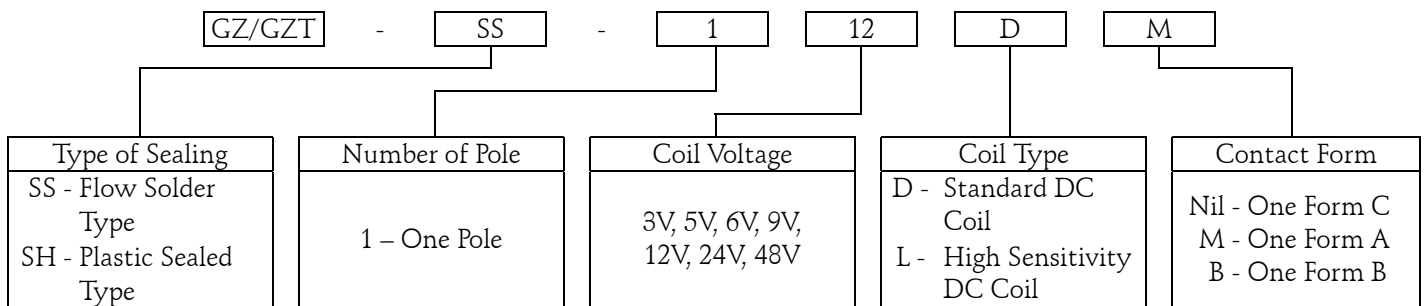 GZ/GZT - SS - 1 12 D M
Type of Sealing
SS - Flow Solder
Type
SH - Plastic Sealed
Type
Number of Pole
1 – One Pole
Coil Voltage
3V, 5V, 6V, 9V,
12V, 24V, 48V
Coil Type
D - Standard DC
Coil
L - High Sensitivity
DC Coil
Contact Form
Nil - One Form C
M - One Form A
B - One Form B